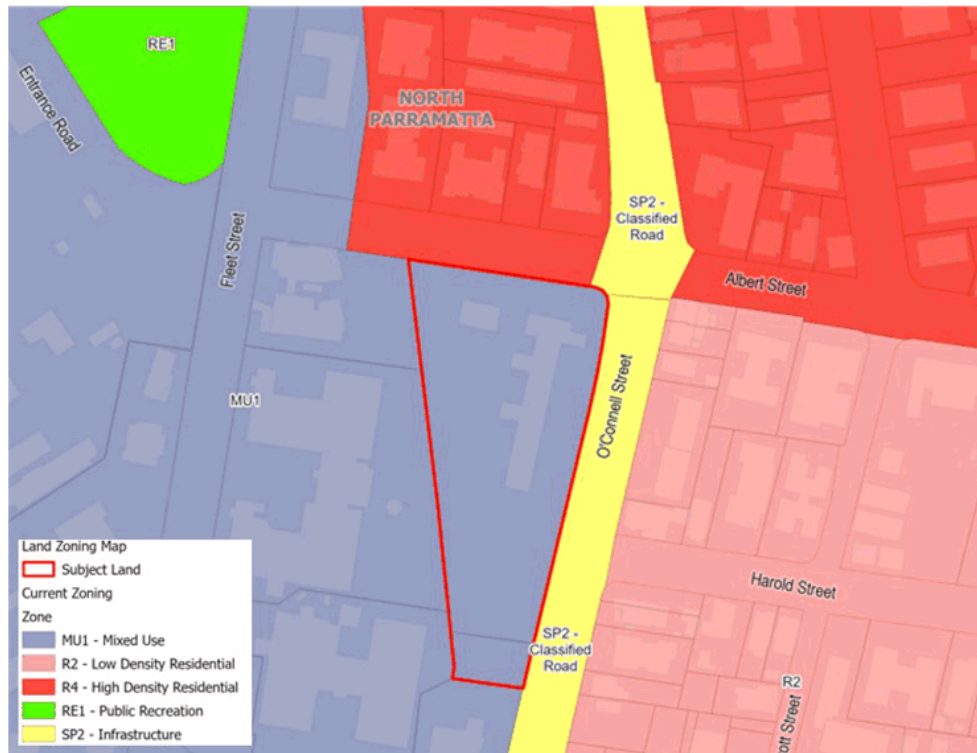 RE1
Entrance Road
NORTH
PARRAMATTA
SP2 -
Classified
Road
Fleet Street
Albert Street
O'Connell Street
MU1
Harold Street
SP2 -
Classified
Road
R2
ott Street
Land Zoning Map
Subject Land
Current Zoning
Zone
MU1 - Mixed Use
R2 - Low Density Residential
R4 - High Density Residential
RE1 - Public Recreation
SP2 - Infrastructure